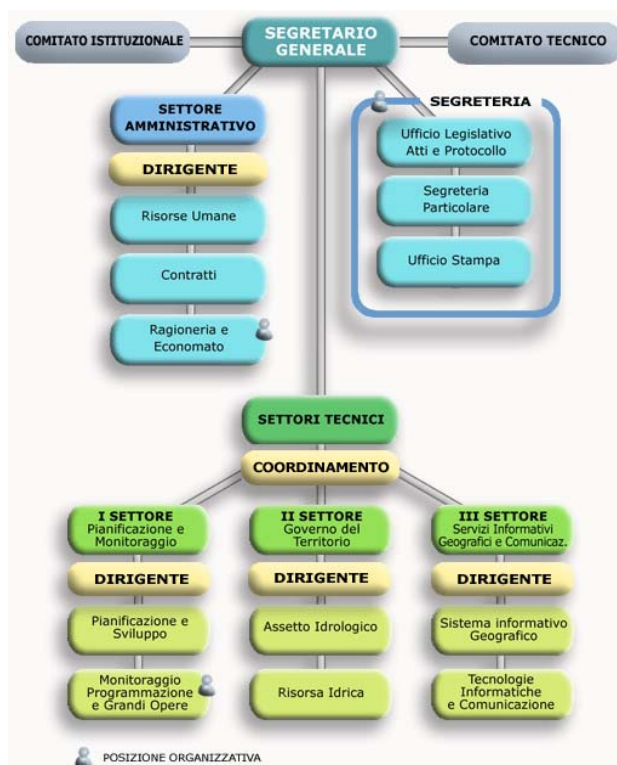 COMITATO ISTITUZIONALE
SEGRETARIO
GENERALE
COMITATO TECNICO
SETTORE
AMMINISTRATIVO
DIRIGENTE
Risorse Umane
Contratti
Ragioneria e
Economato
SEGRETERIA
Ufficio Legislativo
Atti e Protocollo
Segreteria
Particolare
Ufficio Stampa
SETTORI TECNICI
COORDINAMENTO
I SETTORE
Pianificazione e
Monitoraggio
DIRIGENTE
Pianificazione e
Sviluppo
Monitoraggio
Programmazione
e Grandi Opere
II SETTORE
Governo del
Territorio
DIRIGENTE
Assetto Idrologico
Risorsa Idrica
III SETTORE
Servizi Informativi
Geografici e Comunicaz.
DIRIGENTE
Sistema informativo
Geografico
Tecnologie
Informatiche
e Comunicazione
POSIZIONE ORGANIZZATIVA